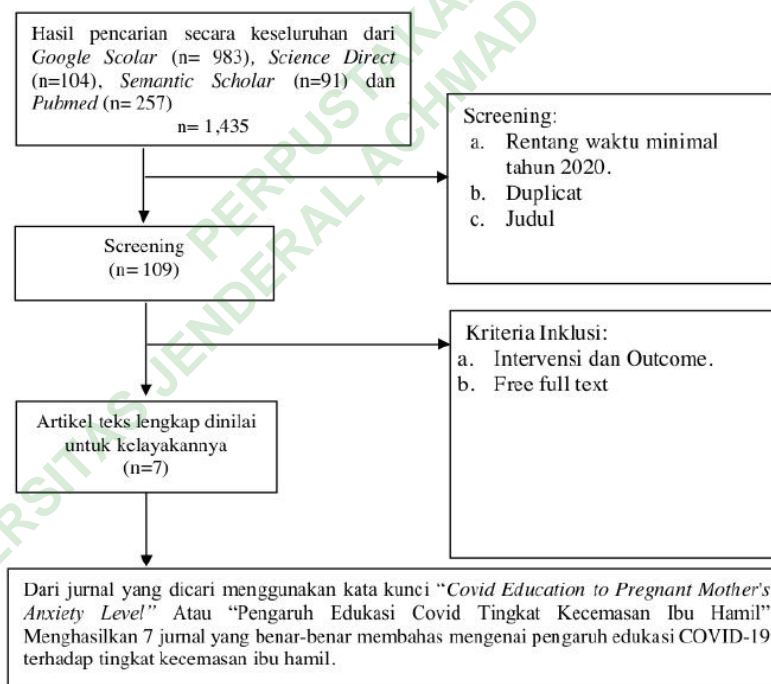 Hasil pencarian secara keseluruhan dari
Google Scolar (n= 983), Science Direct
(n=104), Semantic Scholar (n=91) dan
Pubmed (n= 257)
n= 1,435
Screening:
a. Rentang waktu minimal
tahun 2020.
b. Duplicat
c. Judul
Screening
(n= 109)
Kriteria Inklusi:
a. Intervensi dan Outcome.
b. Free full text
Artikel teks lengkap dinilai
untuk kelayakannya
(n=7)
Dari jurnal yang dicari menggunakan kata kunci “Covid Education to Pregnant Mother's
Anxiety Level” Atau “Pengaruh Edukasi Covid Tingkat Kecemasan Ibu Hamil”
Menghasilkan 7 jurnal yang benar-benar membahas mengenai pengaruh edukasi COVID-19
terhadap tingkat kecemasan ibu hamil.
PERPUSTAKA
ERSITAS JENDERAL ACHMAD